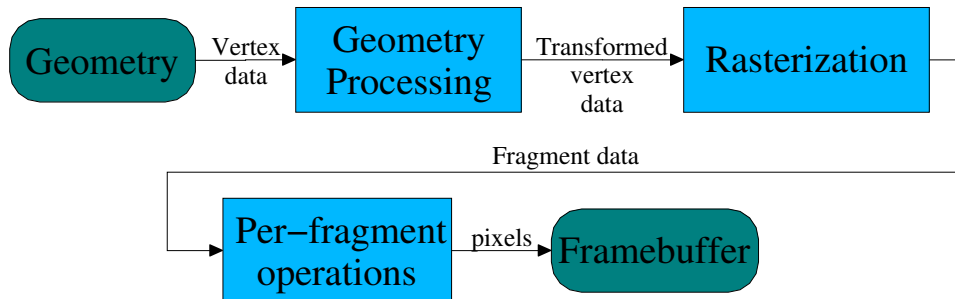 Geometry
Vertex
data
Geometry
Processing
Transformed
vertex
data
Rasterization
Fragment data
Per−fragment
operations
pixels
Framebuffer